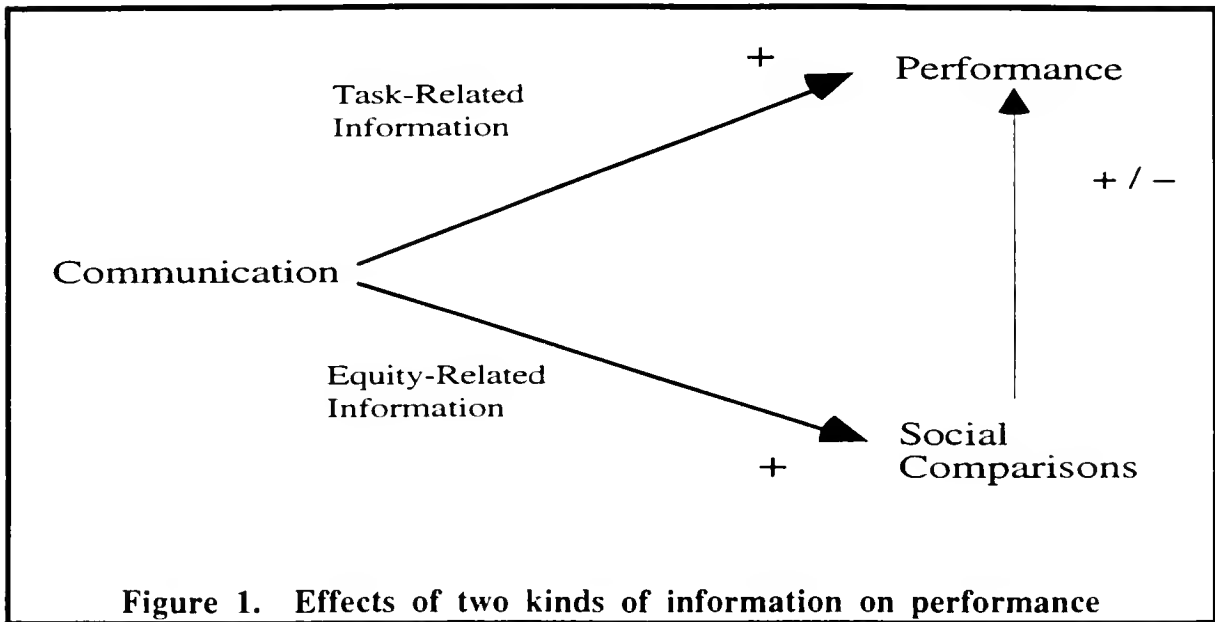 +
Performance
Task-Related
Information
+ / −
Communication
Equity-Related
Information
+
Social
Comparisons
Figure 1. Effects of two kinds of information on performance